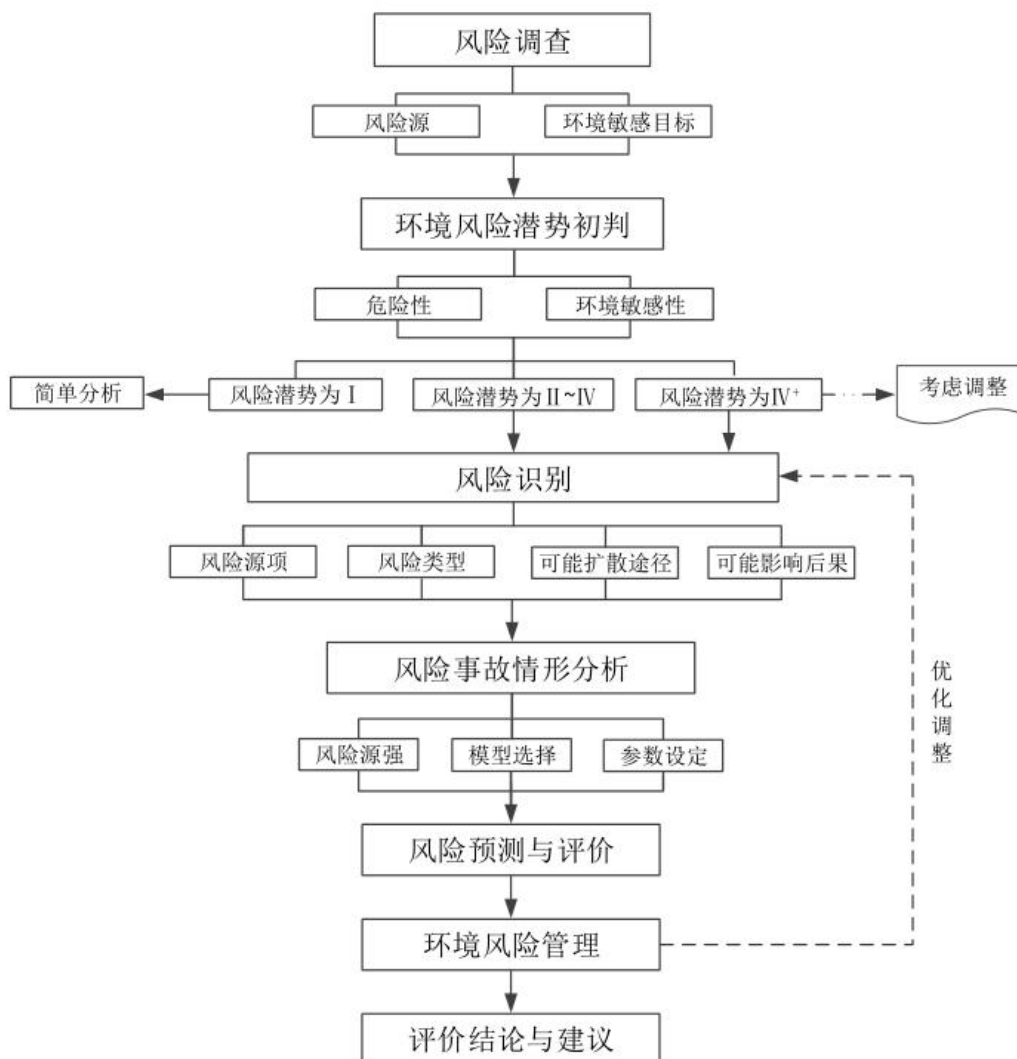 风险调查
风险源
环境敏感目标
环境风险潜势初判
危险性
环境敏感性
简单分析
风险潜势为Ⅰ
风险潜势为Ⅱ~Ⅳ
风险潜势为Ⅳ⁺
考虑调整
风险识别
风险源项
风险类型
可能扩散途径
可能影响后果
风险事故情形分析
优化调整
风险源强
模型选择
参数设定
风险预测与评价
环境风险管理
评价结论与建议